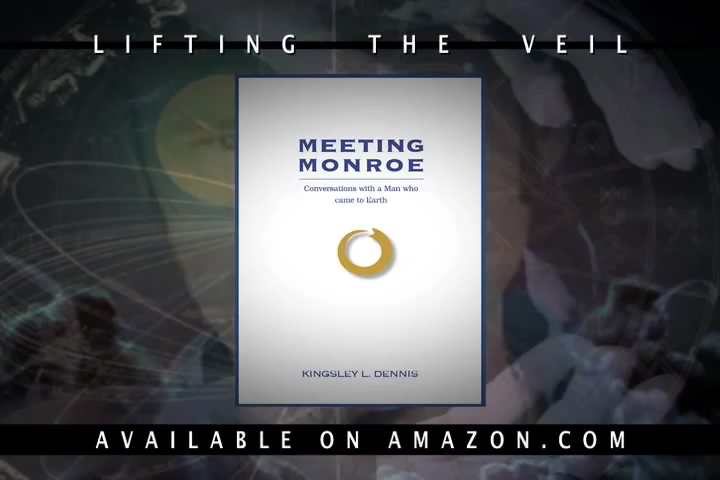 LIFTING THE VEIL
MEETING
MONROE
Conversations with a Man who
came to Earth
KINGSLEY L. DENNIS
AVAILABLE ON AMAZON.COM